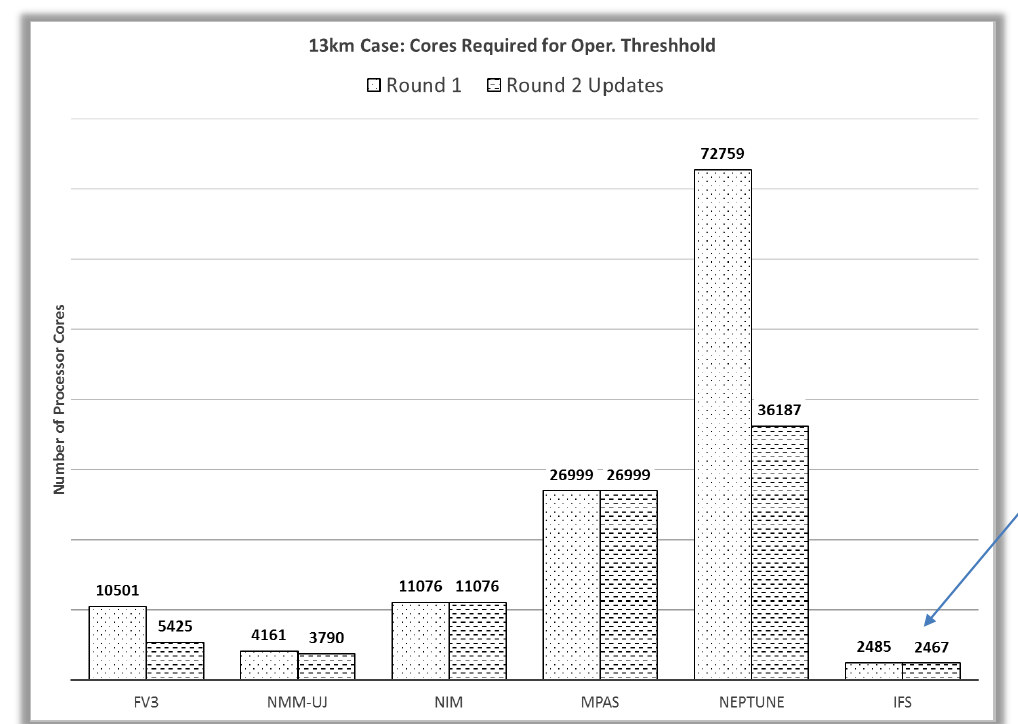 13km Case: Cores Required for Oper. Threshhold
Round 1 Round 2 Updates
Number of Processor Cores
72759
36187
26999 26999
10501
5425
4161 3790
11076 11076
2485 2467
FV3 NMM-UJ NIM MPAS NEPTUNE IFS